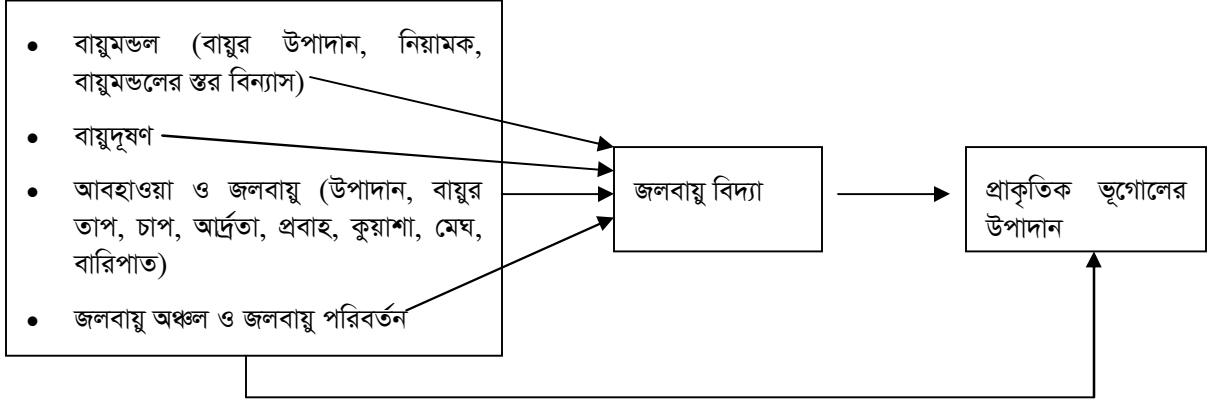 ● বায়ুমন্ডল (বায়ুর উপাদান, নিয়ামক,
বায়ুমন্ডলের স্তর বিন্যাস)
● বায়ুদূষণ
● আবহাওয়া ও জলবায়ু (উপাদান, বায়ুর
তাপ, চাপ, আর্দ্রতা, প্রবাহ, কুয়াশা, মেঘ,
বারিপাত)
● জলবায়ু অঞ্চল ও জলবায়ু পরিবর্তন
জলবায়ু বিদ্যা
প্রাকৃতিক ভূগোলের
উপাদান